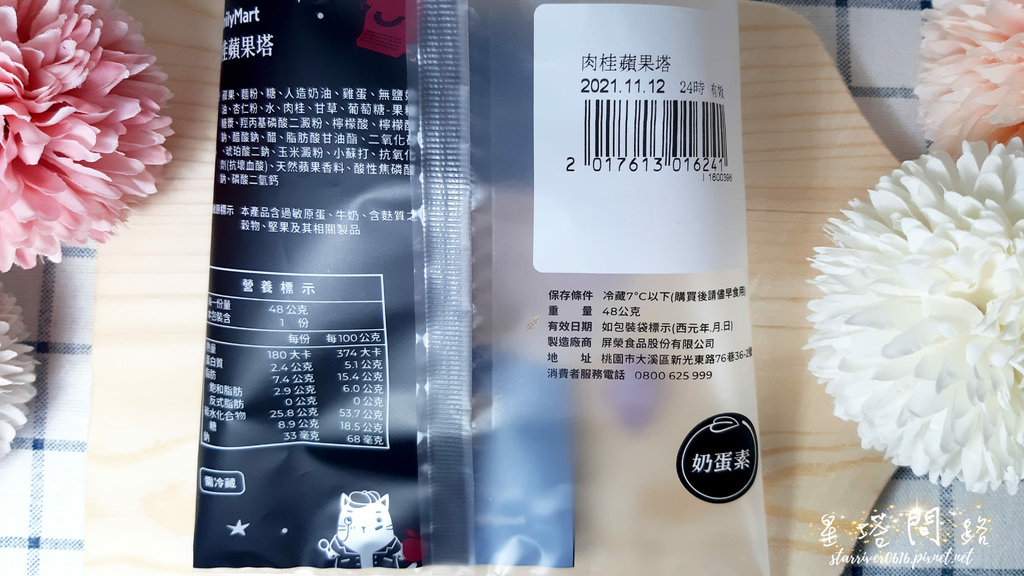 ilyMart
桂蘋果塔
蘋果、麵粉、糖、人造奶油、雞蛋、無鹽奶
油、杏仁粉、水、肉桂、甘草、葡萄糖-果糖
糖漿、羥丙基磷酸二澱粉、檸檬酸、檸檬酸
鈉、醋酸鈉、醋、脂肪酸甘油酯、二氧化矽
、琥珀酸二鈉、玉米澱粉、小蘇打、抗氧化
劑(抗壞血酸)、天然蘋果香料、酸性焦磷酸
鈉、磷酸二氫鈣
標示 本產品含過敏原蛋、牛奶、含麩質之
穀物、堅果及其相關製品
營養標示
一份量 48公克
包裝含 1 份
每份 每100公克
量 180大卡 374大卡
白質 2.4公克 5.1公克
脂肪 7.4公克 15.4公克
飽和脂肪 2.9公克 6.0公克
反式脂肪 0公克 0公克
水化合物 25.8公克 53.7公克
糖 8.9公克 18.5公克
鈉 33毫克 68毫克
需冷藏
肉桂蘋果塔
2021.11.12 24時 有效
2 017613 016241
1800396
保存條件 冷藏7°C以下(購買後請儘早食用)
重 量 48公克
有效日期 如包裝袋標示(西元年.月.日)
製造廠商 屏榮食品股份有限公司
地 址 桃園市大溪區新光東路76巷36-2號
消費者服務電話 0800 625 999
奶蛋素
星塔閱路
starriver0616.pixnet.net